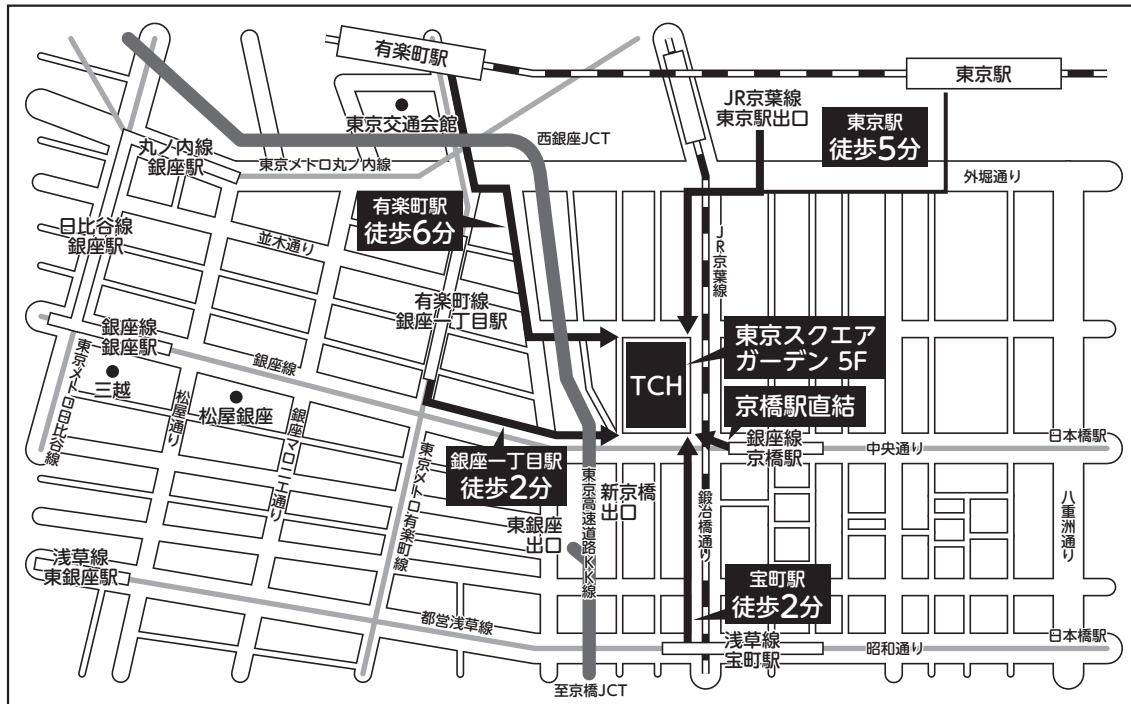 有楽町駅
東京駅
JR京葉線
東京駅出口
東京駅
徒歩5分
東京交通会館
西銀座JCT
丸ノ内線
銀座駅
東京メトロ丸ノ内線
外堀通り
有楽町駅
徒歩6分
日比谷線
銀座駅
並木通り
JR京葉線
有楽町線
銀座一丁目駅
銀座線
銀座駅
銀座線
東京スクエア
ガーデン 5F
TCH
三越
松屋銀座
京橋駅直結
東京メトロ日比谷線
松屋通り
銀座マロニエ通り
東京メトロ有楽町線
銀座一丁目駅
徒歩2分
銀座線
京橋駅
中央通り
日本橋駅
新京橋
出口
東銀座
出口
東京高速道路KK線
鍛冶橋通り
八重洲通り
浅草線
東銀座駅
宝町駅
徒歩2分
都営浅草線
浅草線
宝町駅
昭和通り
日本橋駅
至京橋JCT